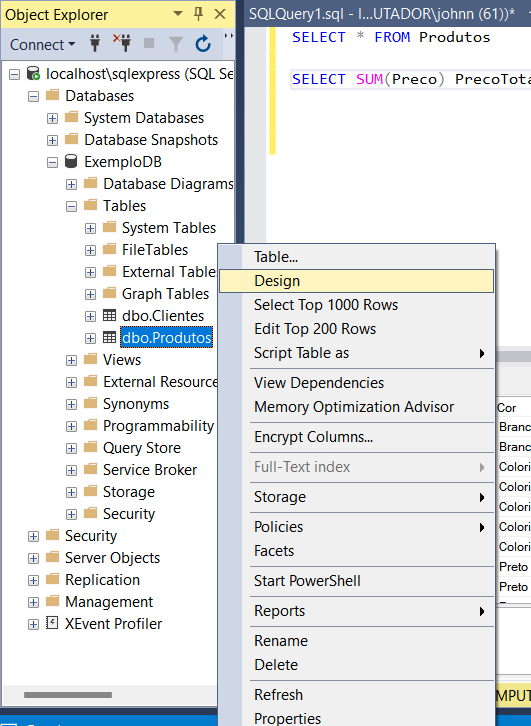 Object Explorer
Connect
localhost\sqlexpress (SQL Se
Databases
System Databases
Database Snapshots
ExemploDB
Database Diagrams
Tables
System Tables
FileTables
External Table
Graph Tables
dbo.Clientes
dbo.Produtos
Views
External Resource
Synonyms
Programmability
Query Store
Service Broker
Storage
Security
Security
Server Objects
Replication
Management
XEvent Profiler
SQLQuery1.sql - l...UTADOR\johnn (61))*
SELECT * FROM Produtos
SELECT SUM(Preco) PrecoTota
Table...
Design
Select Top 1000 Rows
Edit Top 200 Rows
Script Table as
View Dependencies
Memory Optimization Advisor
Encrypt Columns...
Full-Text index
Storage
Policies
Facets
Start PowerShell
Reports
Rename
Delete
Refresh
Properties
Cor
Branc
Branc
Colori
Colori
Colori
Colori
Colori
Preto
Preto
MPUT